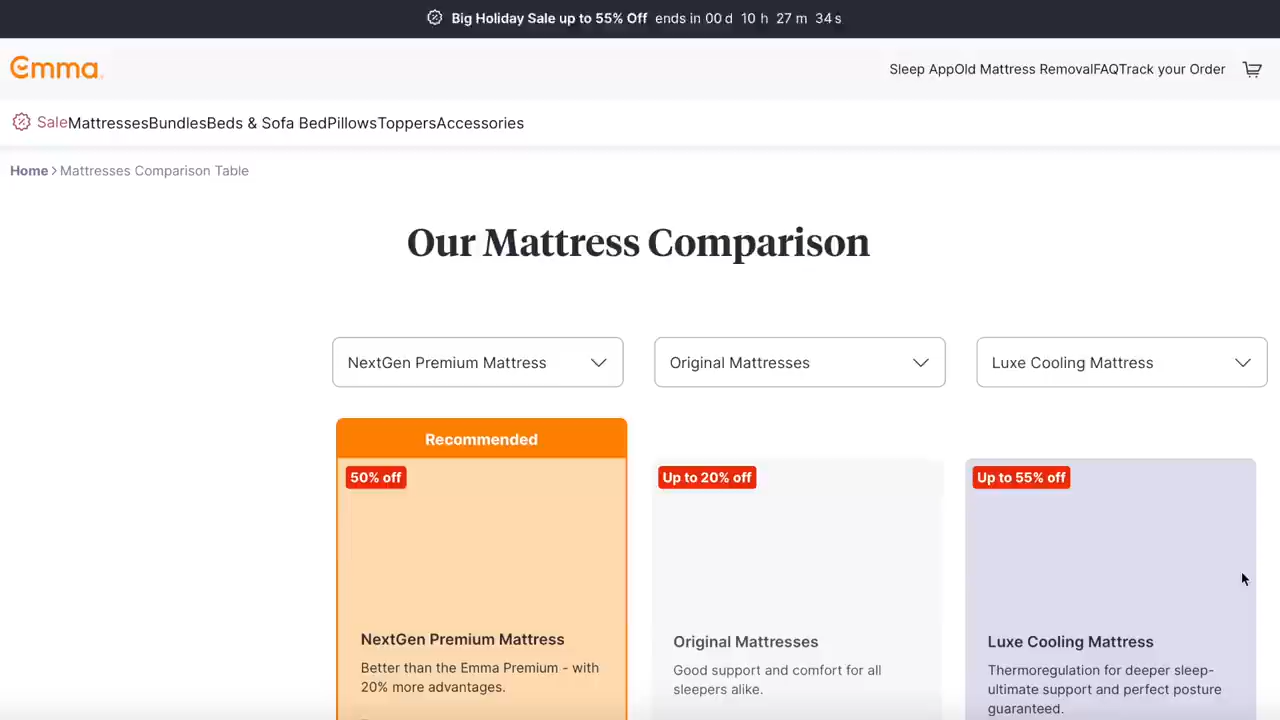 Big Holiday Sale up to 55% Off ends in 00 d 10 h 27 m 34 s
Emma
Sleep AppOld Mattress RemovalFAQTrack your Order
SaleMattressesBundlesBeds & Sofa BedPillowsToppersAccessories
Home > Mattresses Comparison Table
Our Mattress Comparison
NextGen Premium Mattress
Original Mattresses
Luxe Cooling Mattress
Recommended
50% off
Up to 20% off
Up to 55% off
NextGen Premium Mattress
Better than the Emma Premium - with
20% more advantages.
Original Mattresses
Good support and comfort for all
sleepers alike.
Luxe Cooling Mattress
Thermoregulation for deeper sleep-
ultimate support and perfect posture
guaranteed.